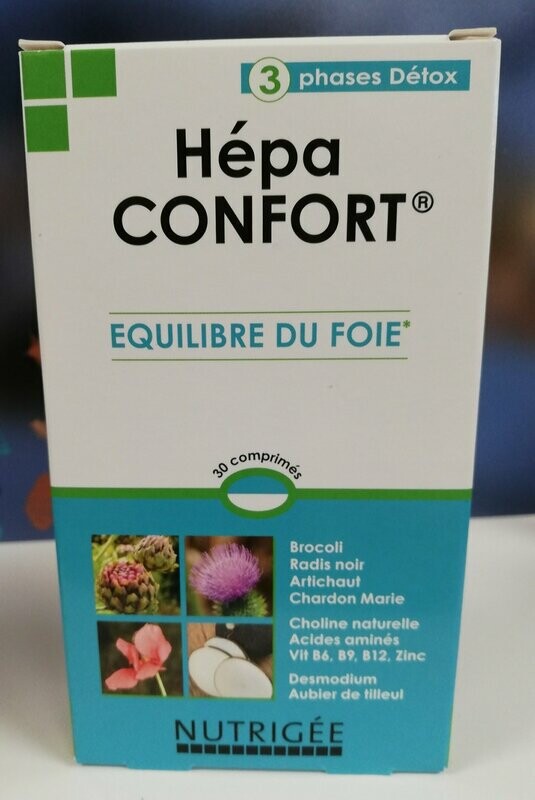 3 phases Détox
Hépa
CONFORT®
EQUILIBRE DU FOIE*
30 comprimés
Brocoli
Radis noir
Artichaut
Chardon Marie
Choline naturelle
Acides aminés
Vit B6, B9, B12, Zinc
Desmodium
Aubier de tilleul
NUTRIGÉE